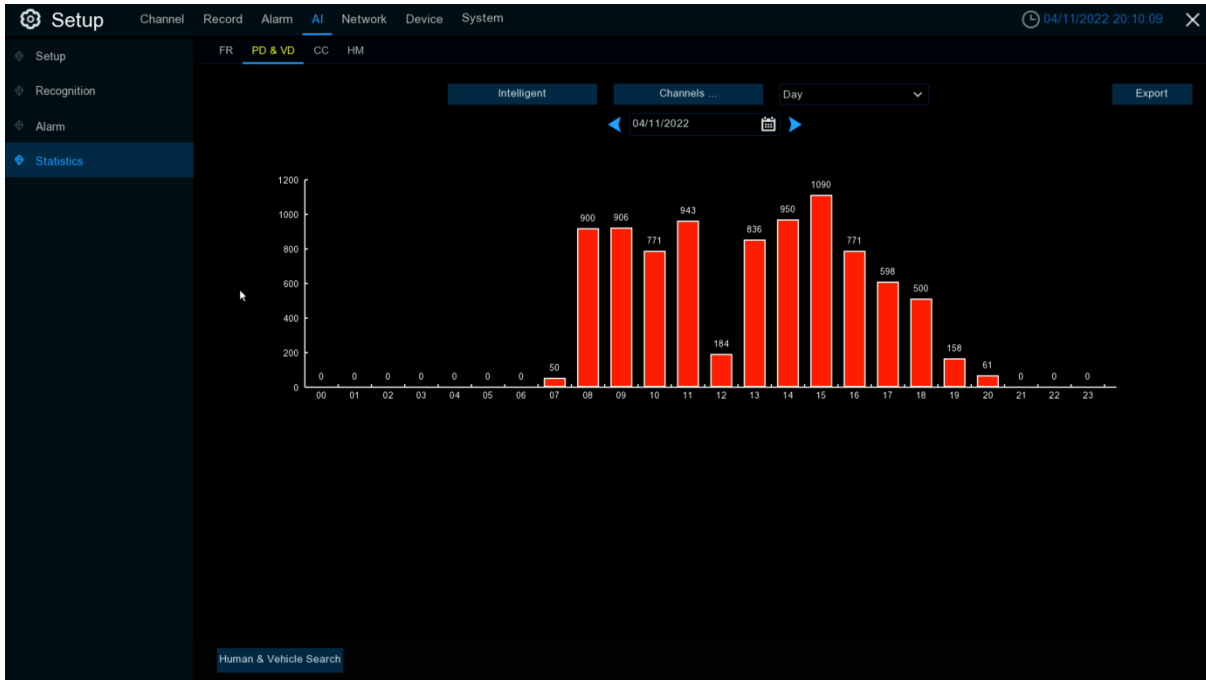 Setup Channel Record Alarm AI Network Device System 04/11/2022 20:10:09
FR PD & VD CC HM
Setup
Recognition
Alarm
Statistics
Intelligent Channels ... Day Export
04/11/2022
1200
1000
800
600
400
200
0
0 0 0 0 0 0 0 50 900 906 771 943 184 836 950 1090 771 598 500 158 61 0 0 0
00 01 02 03 04 05 06 07 08 09 10 11 12 13 14 15 16 17 18 19 20 21 22 23
Human & Vehicle Search